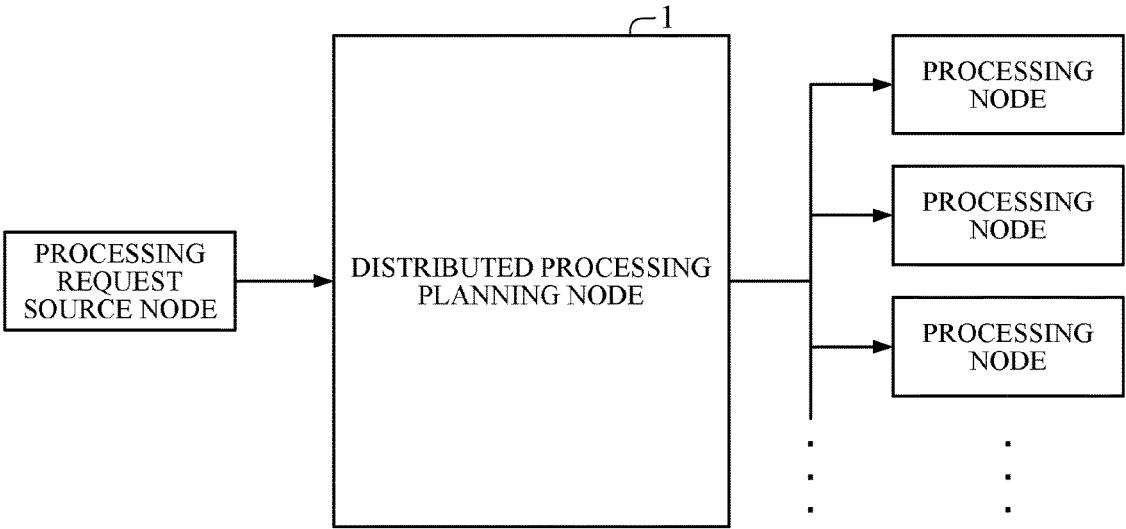 1
PROCESSING
REQUEST
SOURCE NODE
DISTRIBUTED PROCESSING
PLANNING NODE
PROCESSING
NODE
PROCESSING
NODE
PROCESSING
NODE